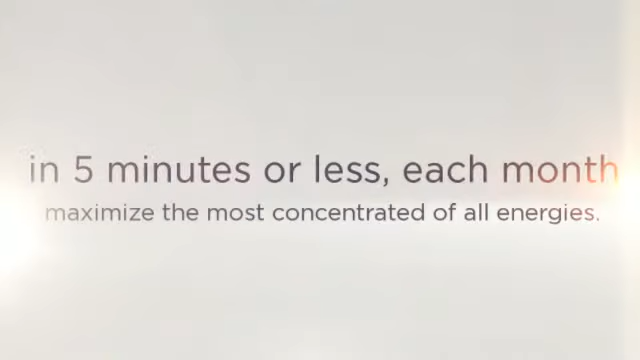 in 5 minutes or less, each month
maximize the most concentrated of all energies.